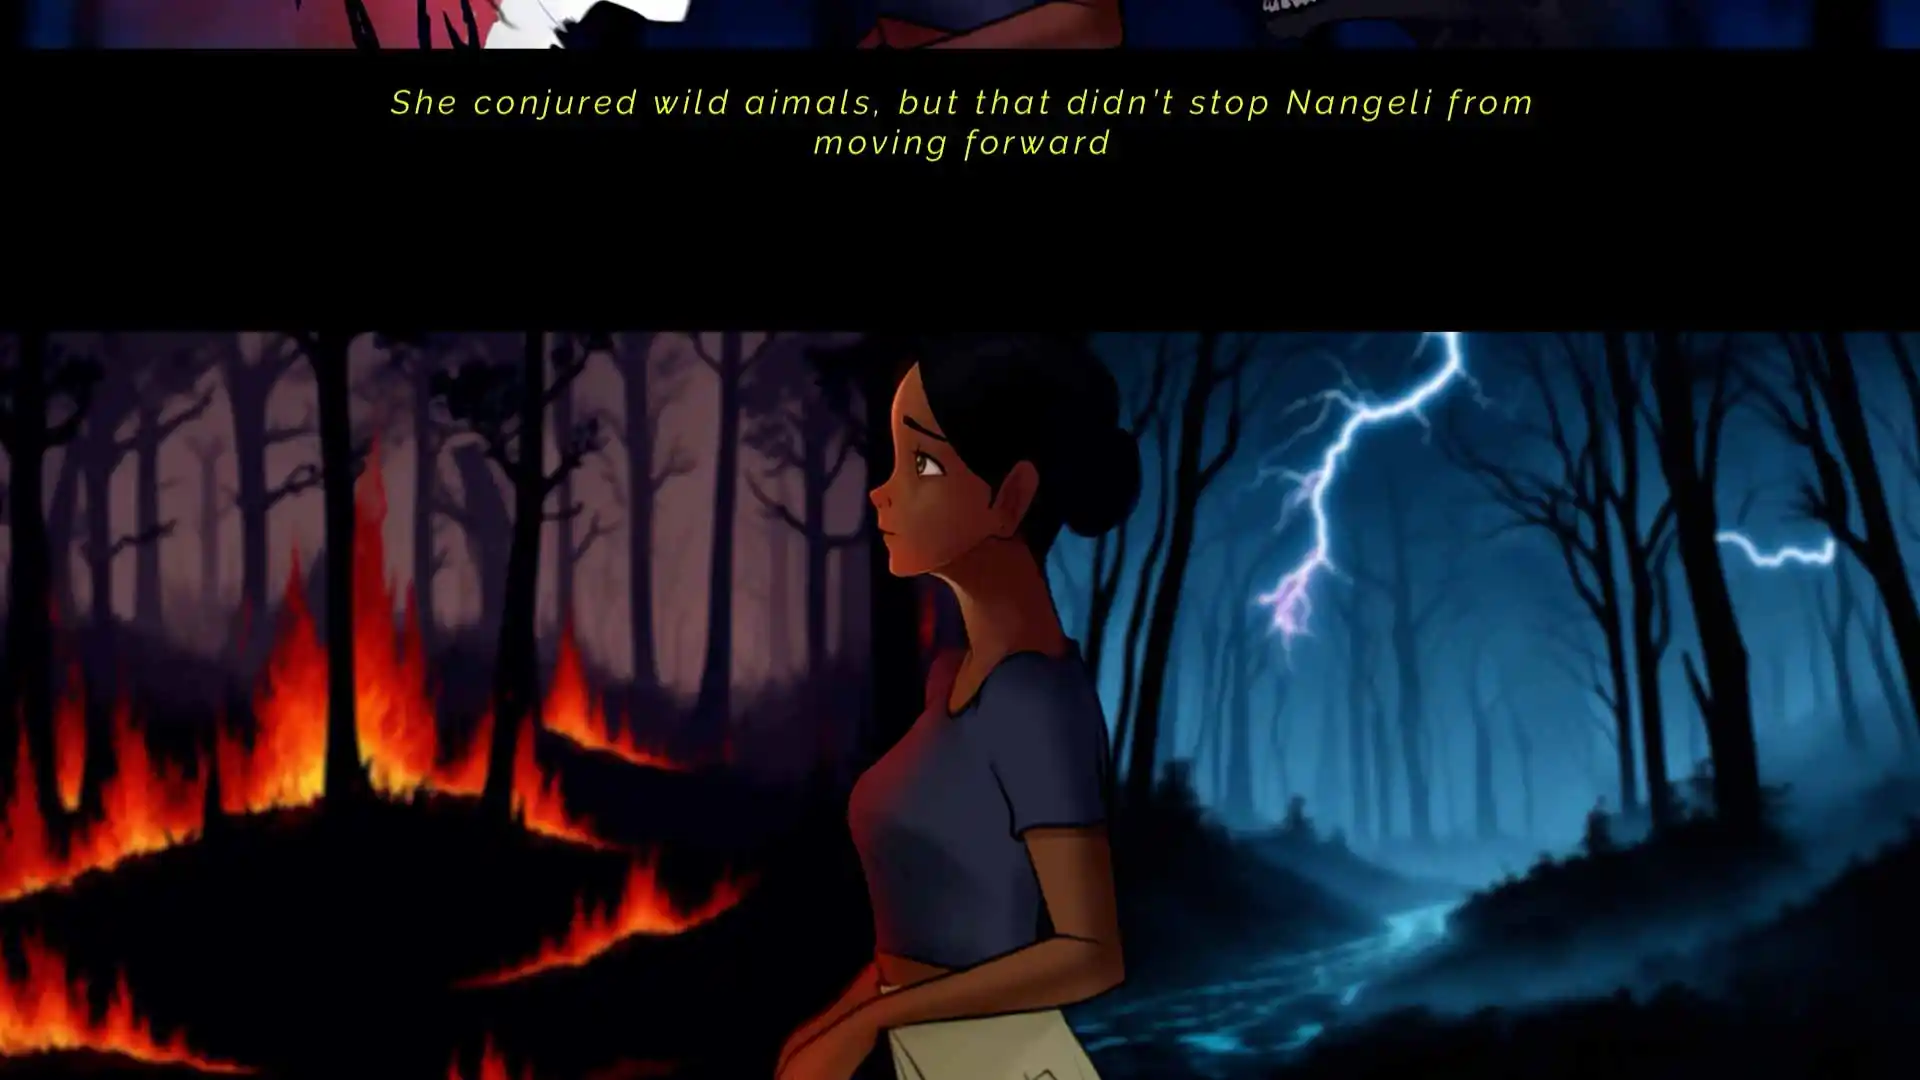 She conjured wild aimals, but that didn't stop Nangeli from
moving forward